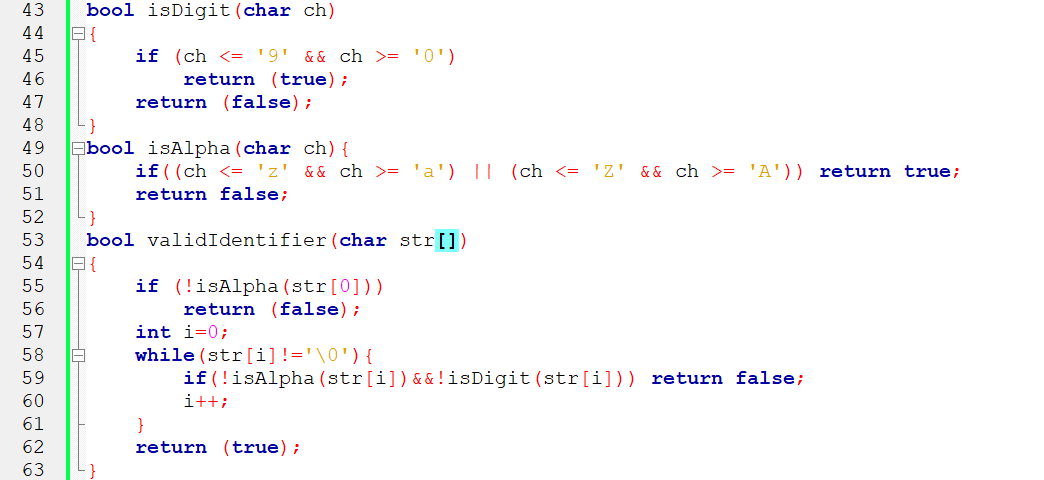 43 bool isDigit(char ch)
44 {
45     if (ch <= '9' && ch >= '0')
46         return (true);
47     return (false);
48 }
49 bool isAlpha(char ch){
50     if((ch <= 'z' && ch >= 'a') || (ch <= 'Z' && ch >= 'A')) return true;
51     return false;
52 }
53 bool validIdentifier(char str[])
54 {
55     if (!isAlpha(str[0]))
56         return (false);
57     int i=0;
58     while(str[i]!='\0'){
59         if(!isAlpha(str[i])&&!isDigit(str[i])) return false;
60         i++;
61     }
62     return (true);
63 }